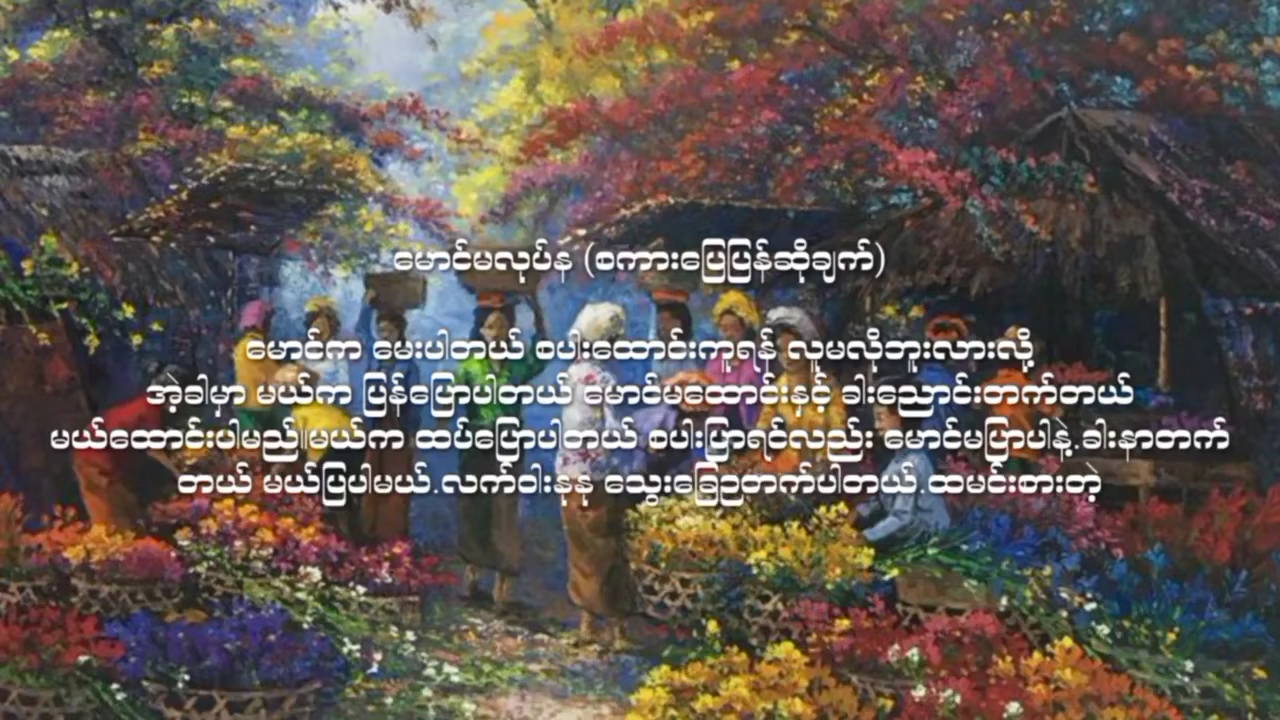 မောင်မလုပ်န (စကားပြေပြန်ဆိုချက်)
မောင်က မေးပါတယ် စပါးထောင်းကူရန် လူမလိုဘူးလားလို့
အဲ့ခါမှာ မယ်က ပြန်ပြောပါတယ် မောင်မထောင်းနှင့် ခါးညောင်းတက်တယ်
မယ်ထောင်းပါမည်။မယ်က ထပ်ပြောပါတယ် စပါးပြာရင်လည်း မောင်မပြာပါနဲ့.ခါးနာတက်
တယ် မယ်ပြပါမယ်.လက်ဝါးနုနု သွေးခြေဥတက်ပါတယ်.ထမင်းစားတဲ့